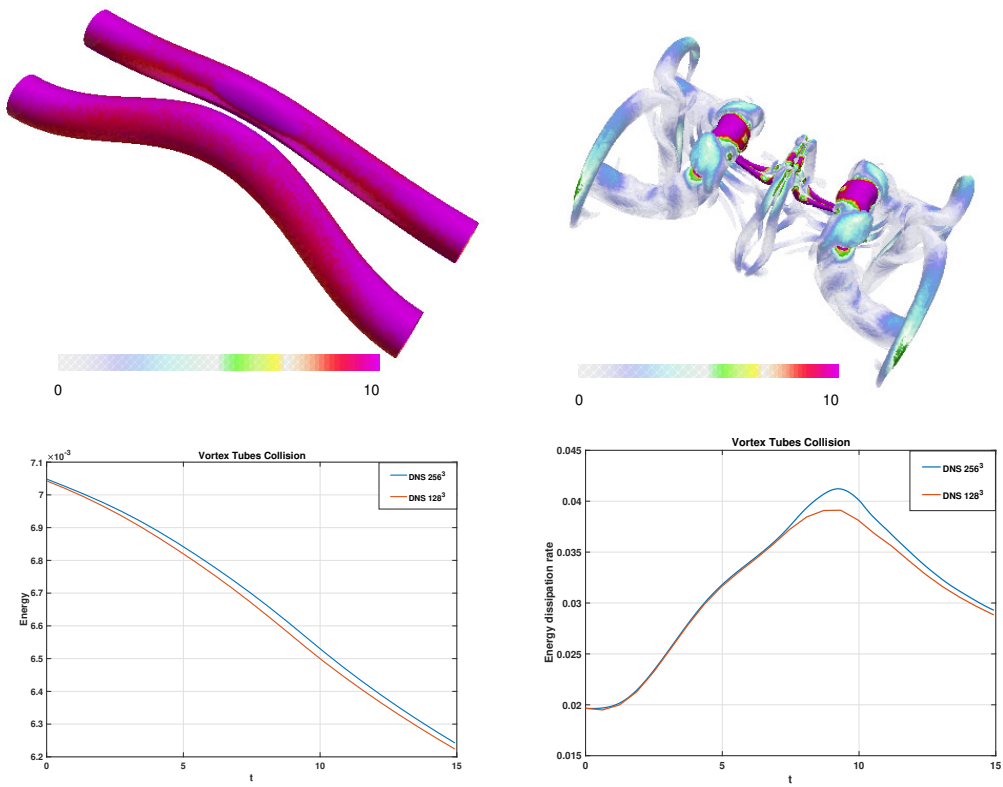 0 10
0 10
Vortex Tubes Collision
×10⁻³
DNS 256³
DNS 128³
7.1
7
6.9
6.8
6.7
6.6
6.5
6.4
6.3
6.2
Energy
0 5 10 15
t
Vortex Tubes Collision
DNS 256³
DNS 128³
0.045
0.04
0.035
0.03
0.025
0.02
0.015
Energy dissipation rate
0 5 10 15
t